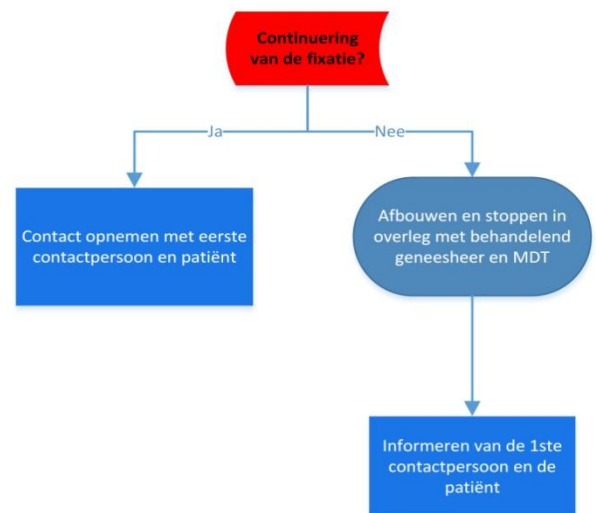 Continuering
van de fixatie?
Ja
Nee
Contact opnemen met eerste
contactpersoon en patiënt
Afbouwen en stoppen in
overleg met behandelend
geneesheer en MDT
Informeren van de 1ste
contactpersoon en de
patiënt